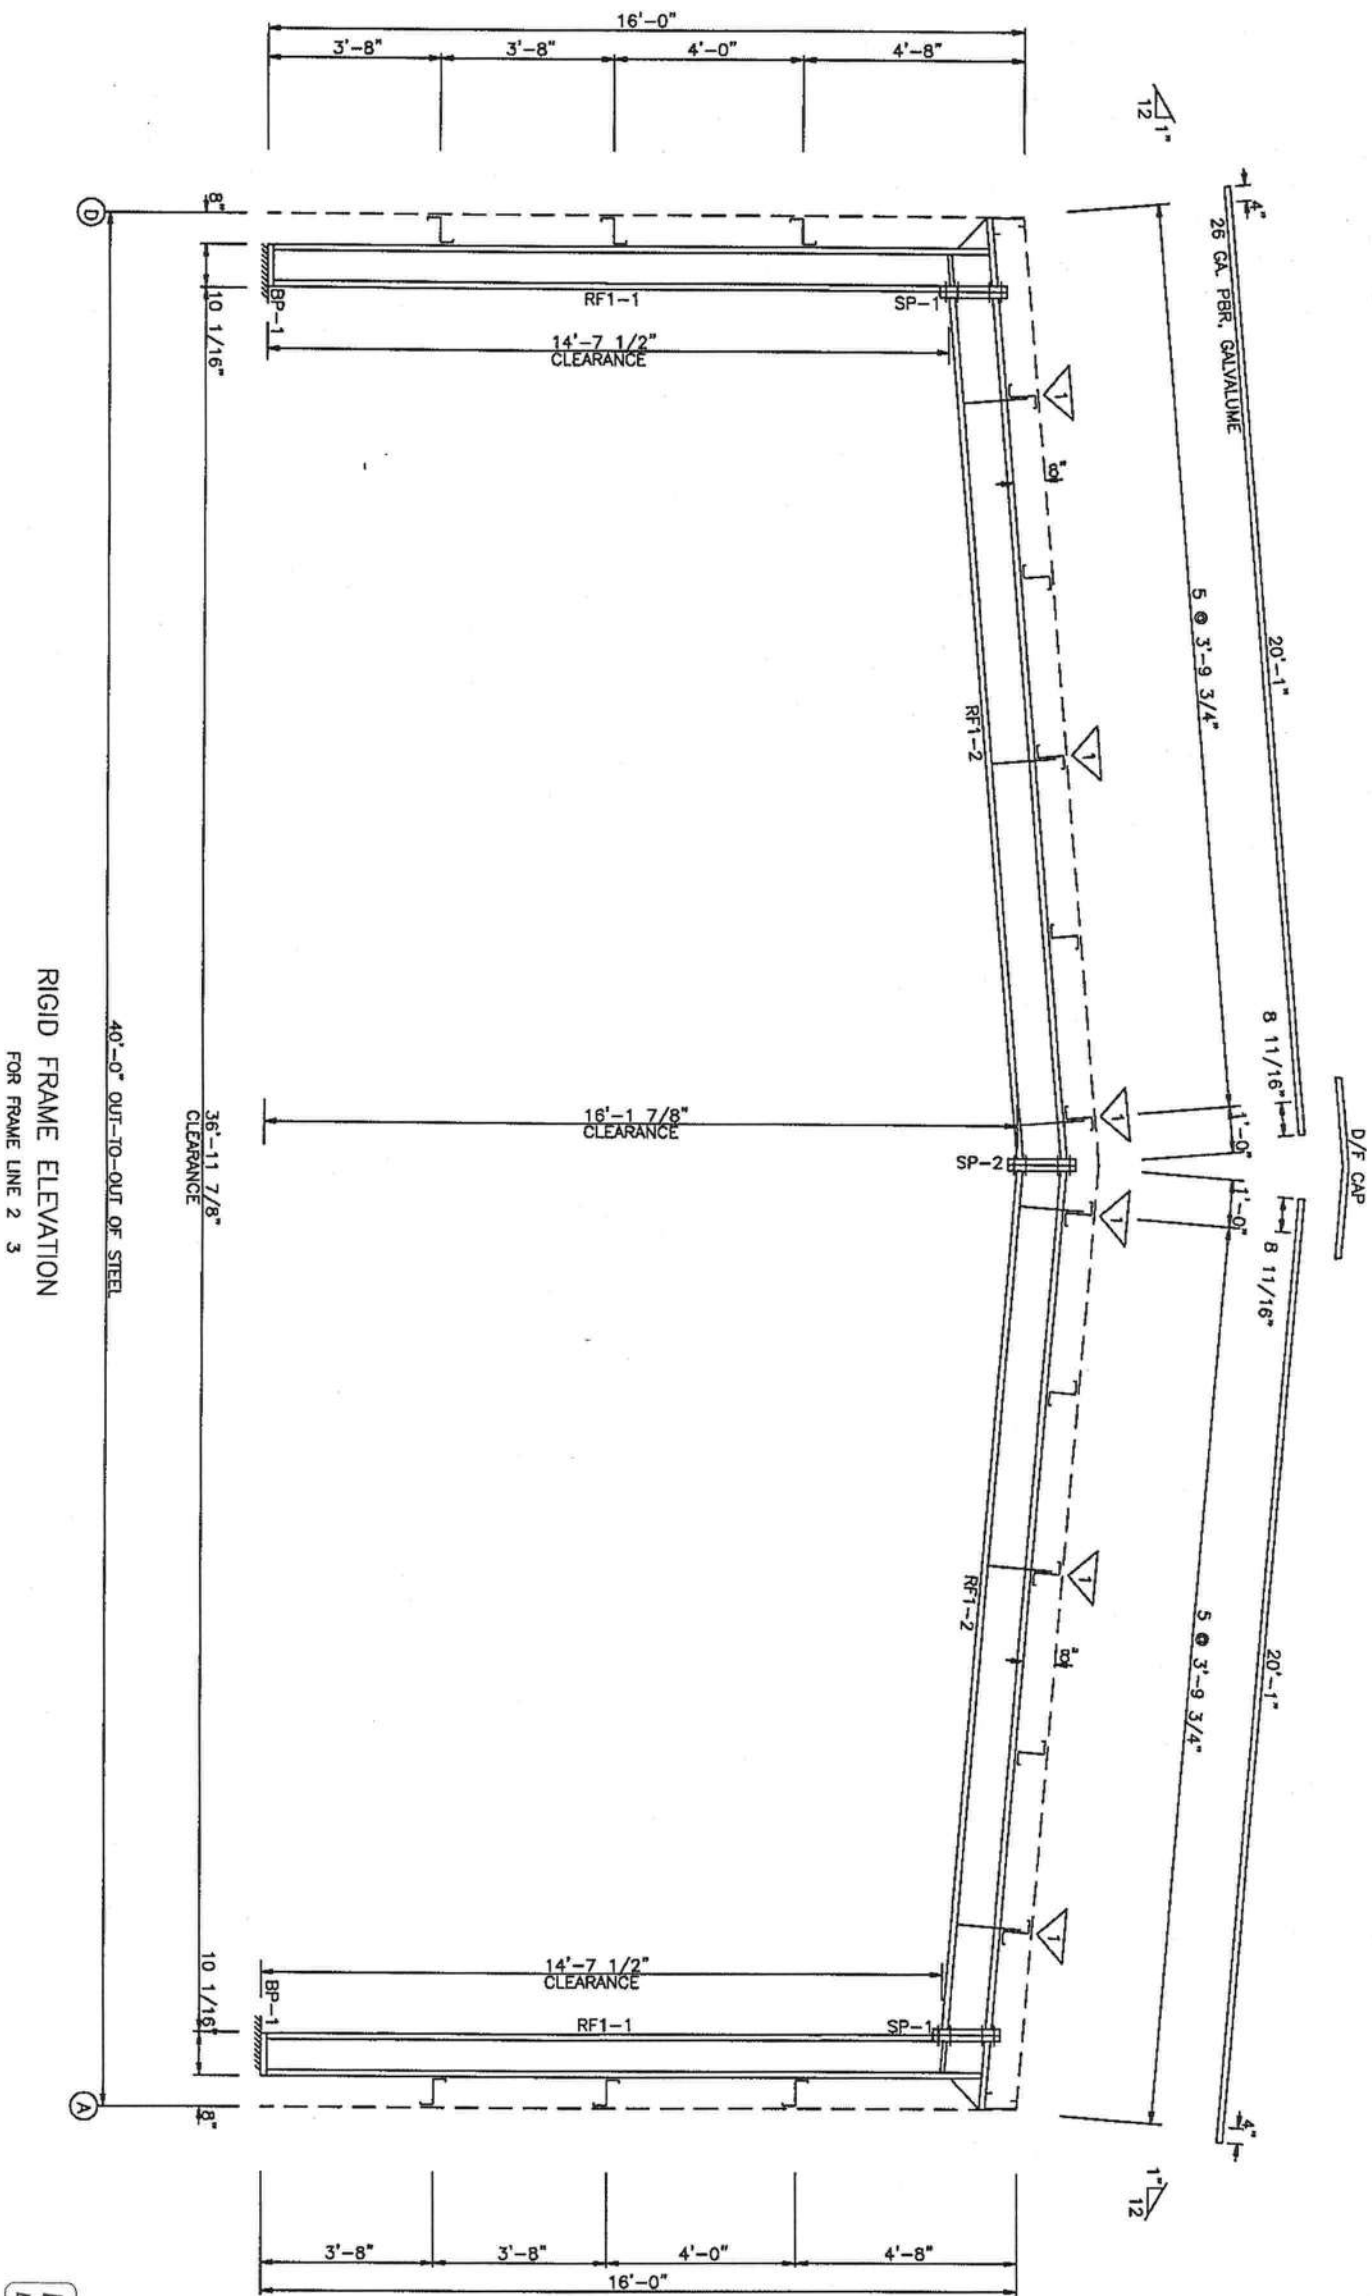 D/F CAP
20'-1"
20'-1"
4"
26 GA. PBR, GALVALUME
8 11/16"
8 11/16"
4"
1"
12
5 @ 3'-9 3/4"
1'-0"
1'-0"
5 @ 3'-9 3/4"
1"
12
1
1
1
1
1
1
8"
8"
16'-0"
4'-8"
4'-0"
3'-8"
3'-8"
SP-1
RF1-2
SP-2
RF1-2
SP-1
RF1-1
14'-7 1/2"
CLEARANCE
16'-1 7/8"
CLEARANCE
14'-7 1/2"
CLEARANCE
RF1-1
4'-8"
4'-0"
3'-8"
3'-8"
16'-0"
BP-1
BP-1
8"
10 1/16"
36'-11 7/8"
CLEARANCE
10 1/16"
8"
40'-0" OUT-TO-OUT OF STEEL
D
A
RIGID FRAME ELEVATION
FOR FRAME LINE 2 3